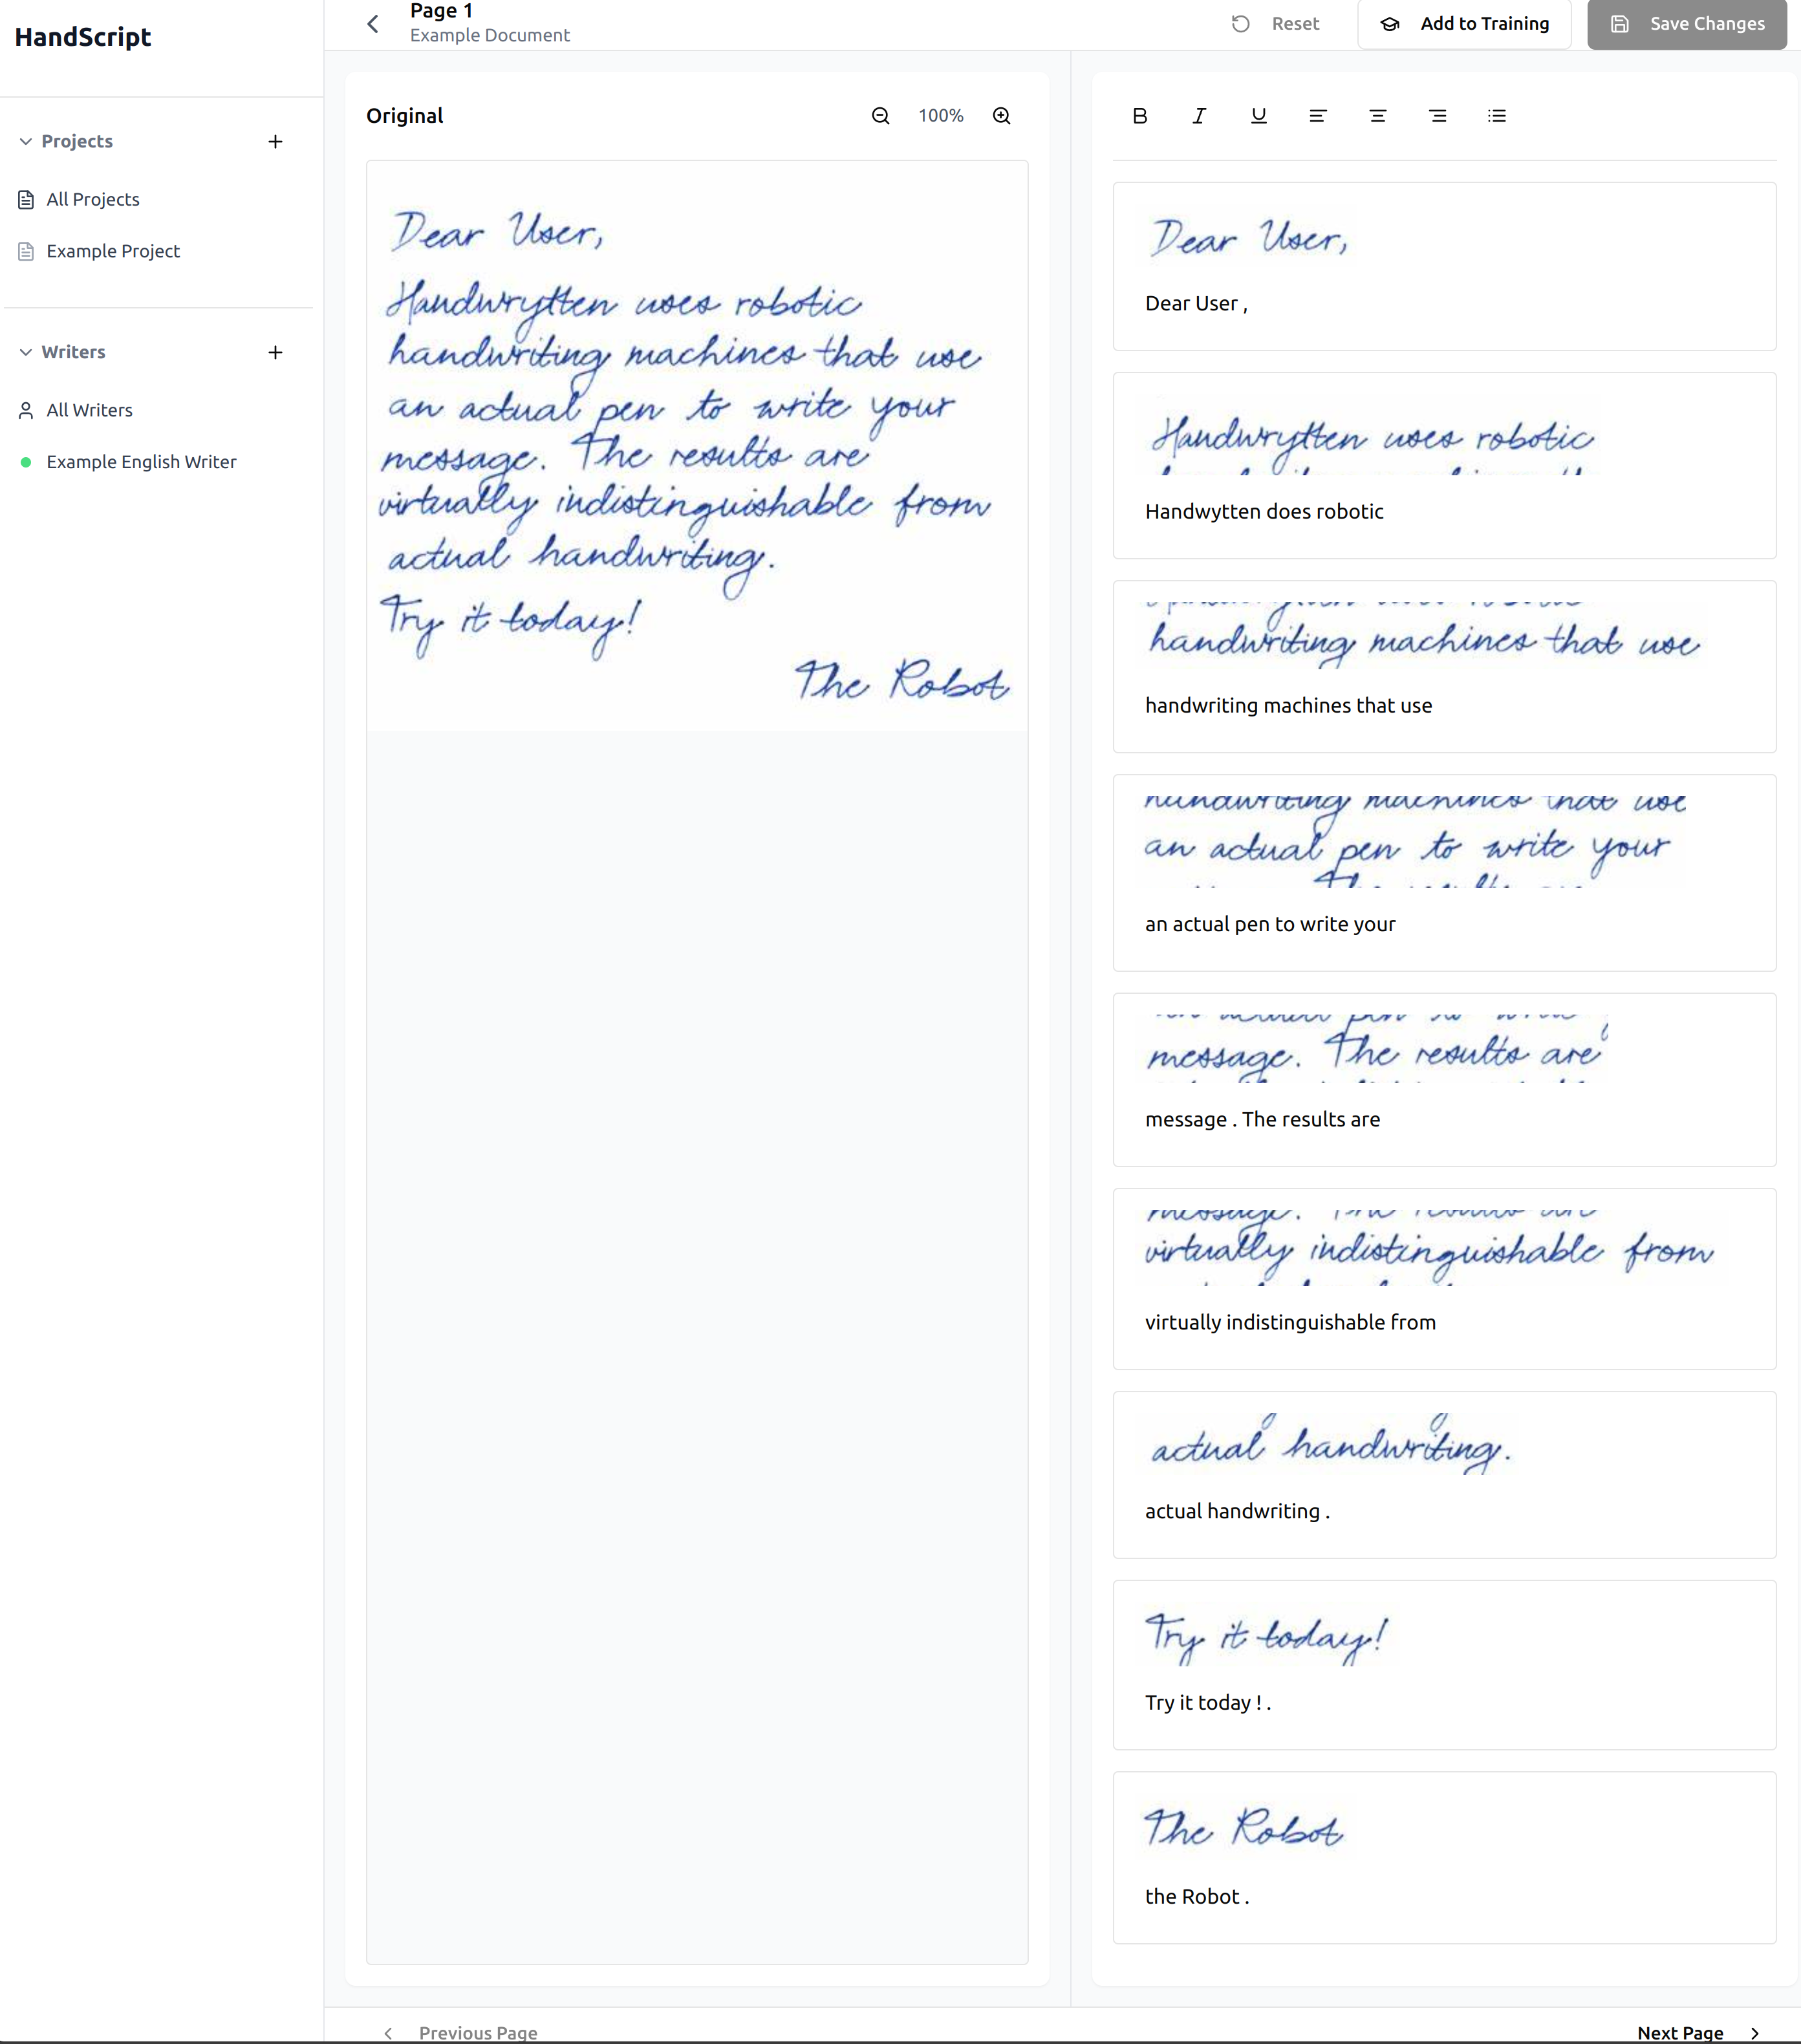 HandScript
Projects
All Projects
Example Project
Writers
All Writers
Example English Writer
Page 1
Example Document
Reset
Add to Training
Save Changes
Original
100%
Dear User,
Handwrytten uses robotic
handwriting machines that use
an actual pen to write your
message. The results are
virtually indistinguishable from
actual handwriting.
Try it today!
The Robot
B I U
Dear User,
Dear User ,
Handwrytten uses robotic
Handwytten does robotic
handwriting machines that use
handwriting machines that use
handwriting machines that use
an actual pen to write your
an actual pen to write your
message. The results are
message . The results are
virtually indistinguishable from
virtually indistinguishable from
actual handwriting.
actual handwriting .
Try it today!
Try it today ! .
The Robot
the Robot .
Previous Page
Next Page